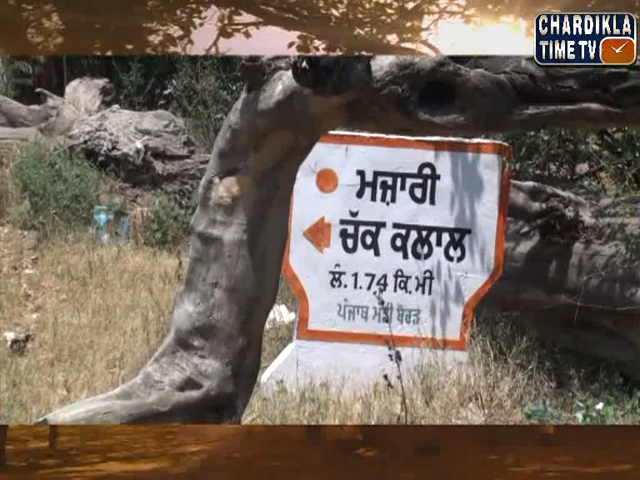 CHARDIKLA
TIME TV
ਮਜ਼ਾਰੀ
ਚੱਕ ਕਲਾਲ
ਲੰ. 1.74 ਕਿ.ਮੀ
ਪੰਜਾਬ ਮੰਡੀ ਬੋਰਡ